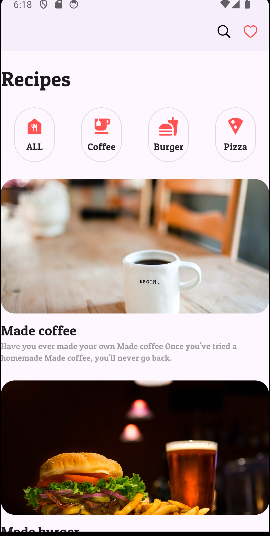 6:18
Recipes
ALL
Coffee
Burger
Pizza
BEGIN.
Made coffee
Have you ever made your own Made coffee Once you've tried a
homemade Made coffee, you'll never go back.
Made burger